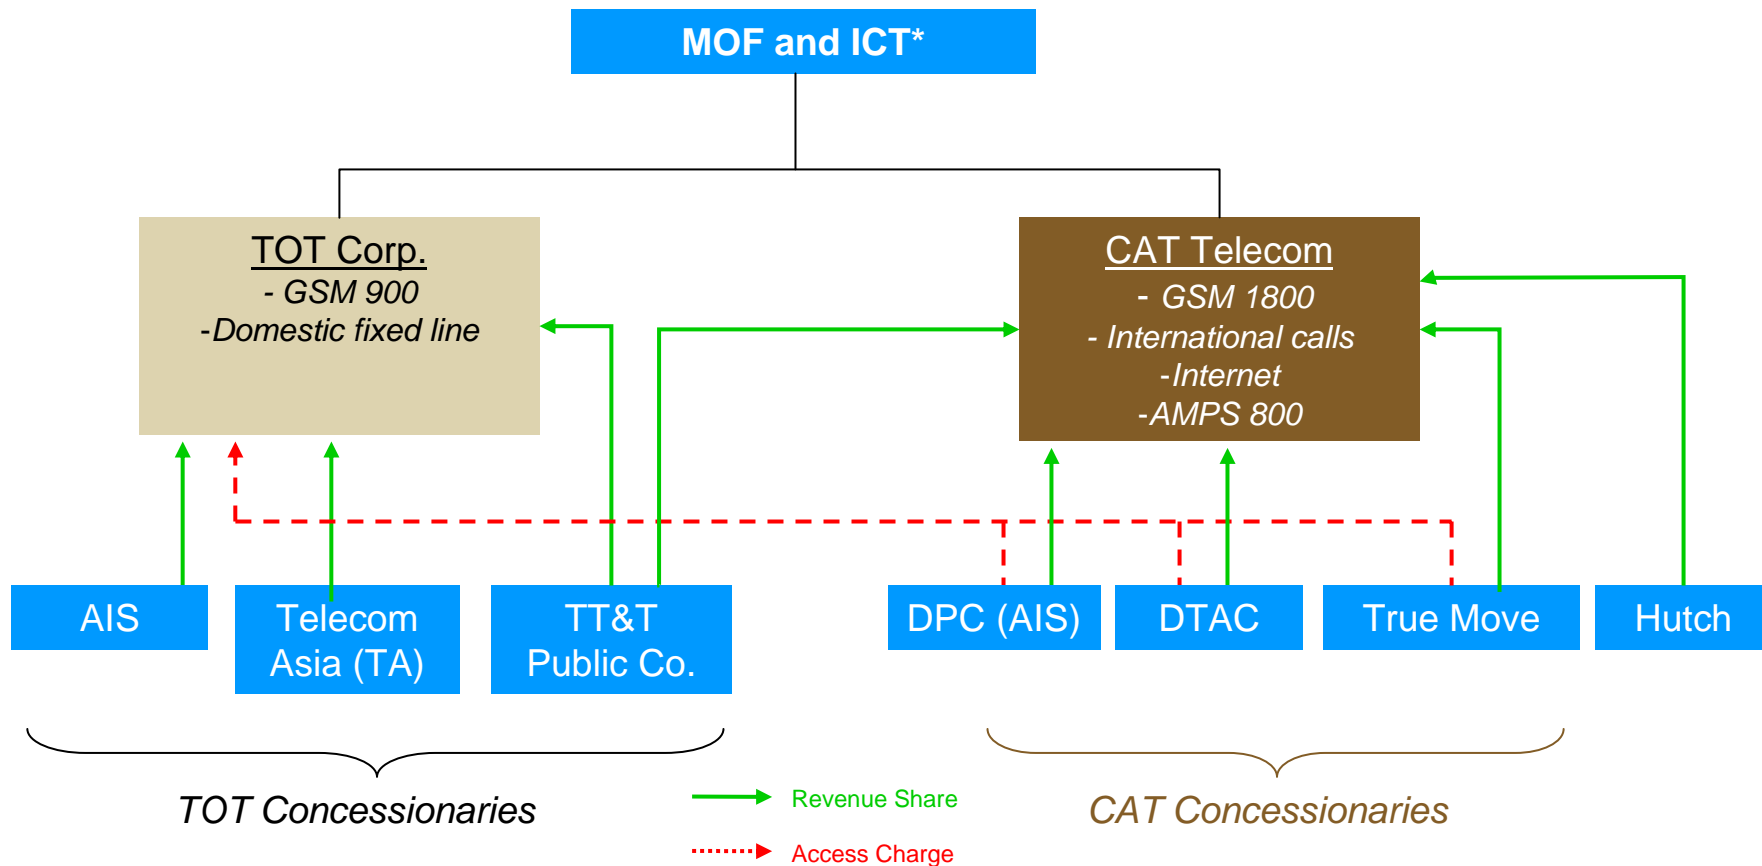 MOF and ICT*
TOT Corp.
- GSM 900
-Domestic fixed line
CAT Telecom
- GSM 1800
- International calls
-Internet
-AMPS 800
AIS
Telecom
Asia (TA)
TT&T
Public Co.
DPC (AIS)
DTAC
True Move
Hutch
TOT Concessionaries
CAT Concessionaries
Revenue Share
Access Charge